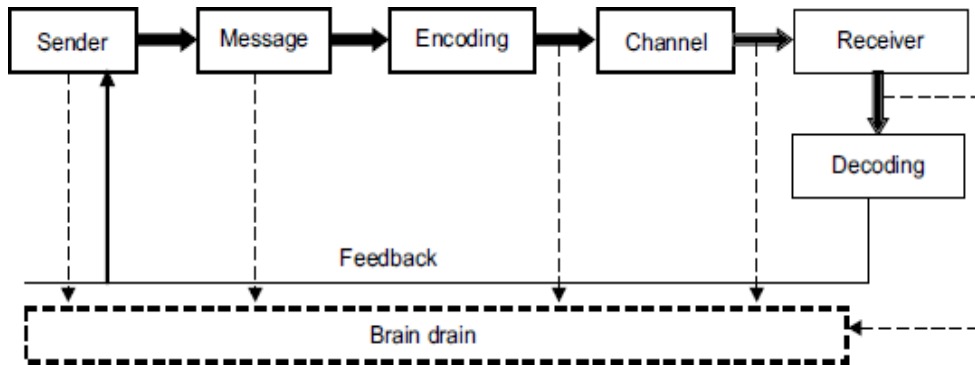 Sender
Message
Encoding
Channel
Receiver
Decoding
Feedback
Brain drain